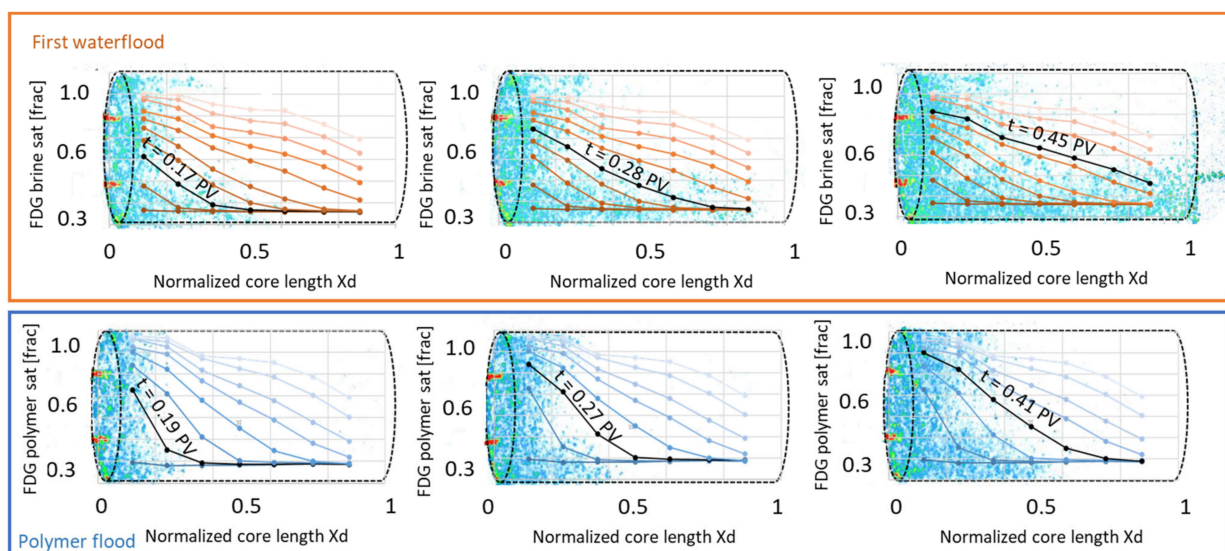 First waterflood
FDG brine sat [frac]
1.0
0.6
0.3
t = 0.17 PV
0
0.5
1
Normalized core length Xd
FDG brine sat [frac]
1.0
0.6
0.3
t = 0.28 PV
0
0.5
1
Normalized core length Xd
FDG brine sat [frac]
1.0
0.6
0.3
t = 0.45 PV
0
0.5
1
Normalized core length Xd
FDG polymer sat [frac]
1.0
0.6
0.3
t = 0.19 PV
0
0.5
1
Normalized core length Xd
FDG polymer sat [frac]
1.0
0.6
0.3
t = 0.27 PV
0
0.5
1
Normalized core length Xd
FDG polymer sat [frac]
1.0
0.6
0.3
t = 0.41 PV
0
0.5
1
Normalized core length Xd
Polymer flood